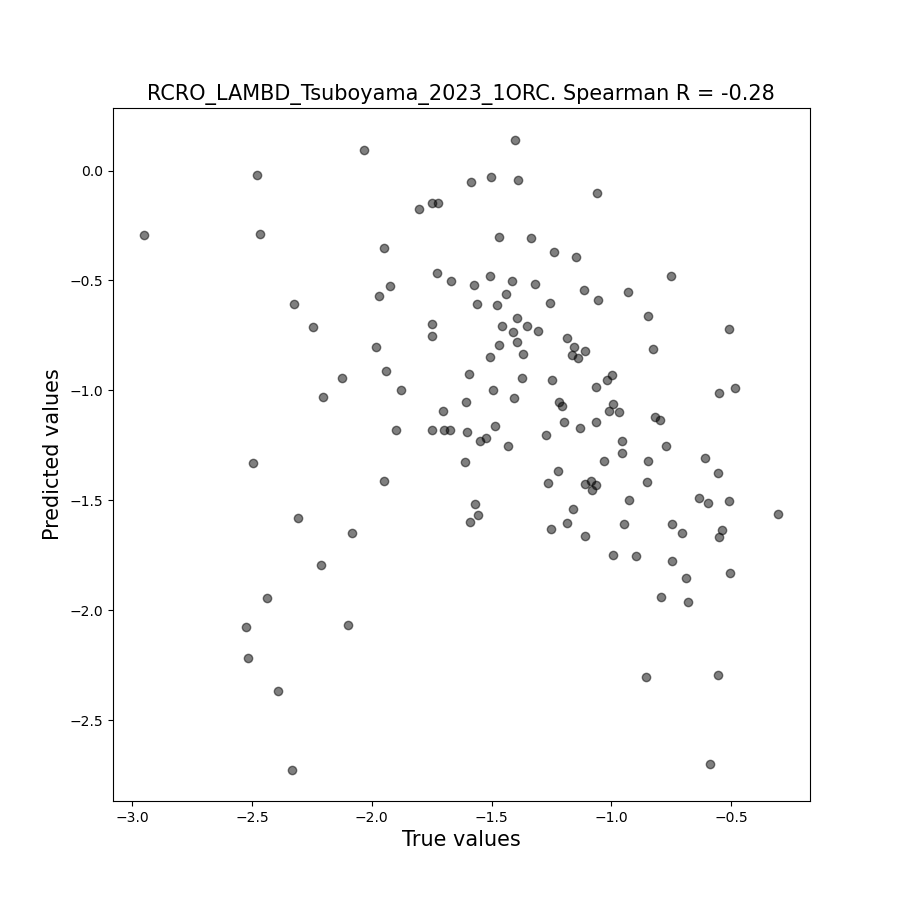 RCRO_LAMBD_Tsuboyama_2023_1ORC. Spearman R = -0.28
0.0
−0.5
−1.0
−1.5
−2.0
−2.5
Predicted values
−3.0 −2.5 −2.0 −1.5 −1.0 −0.5
True values